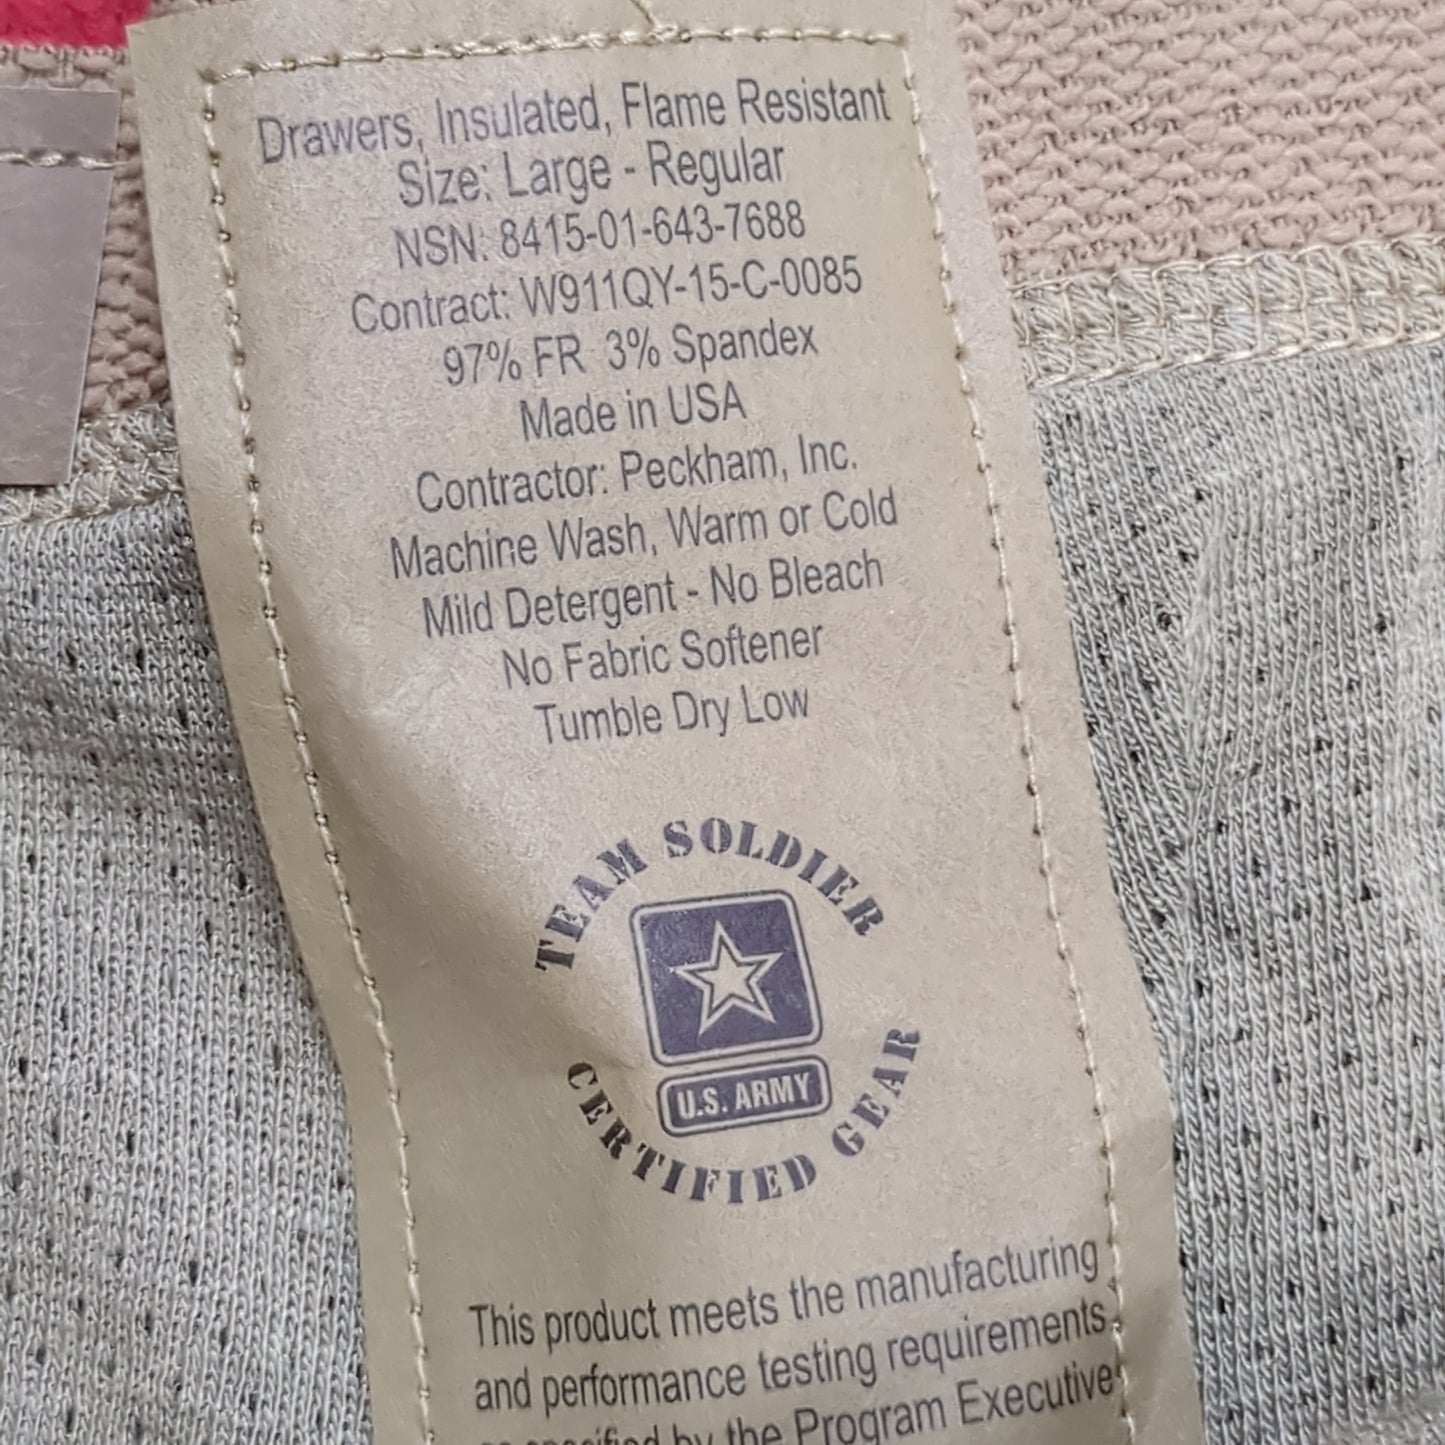 Drawers, Insulated, Flame Resistant
Size: Large - Regular
NSN: 8415-01-643-7688
Contract: W911QY-15-C-0085
97% FR 3% Spandex
Made in USA
Contractor: Peckham, Inc.
Machine Wash, Warm or Cold
Mild Detergent - No Bleach
No Fabric Softener
Tumble Dry Low
TEAM SOLDIER
U.S. ARMY
CERTIFIED GEAR
This product meets the manufacturing
and performance testing requirements
as specified by the Program Executive